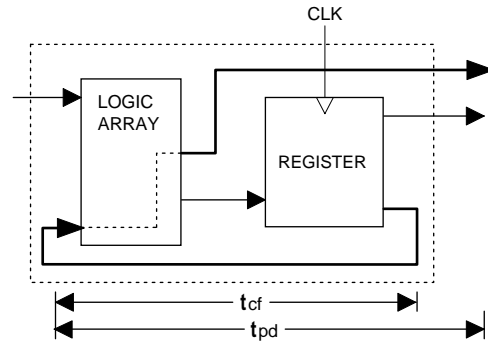 CLK
LOGIC
ARRAY
REGISTER
tcf
tpd